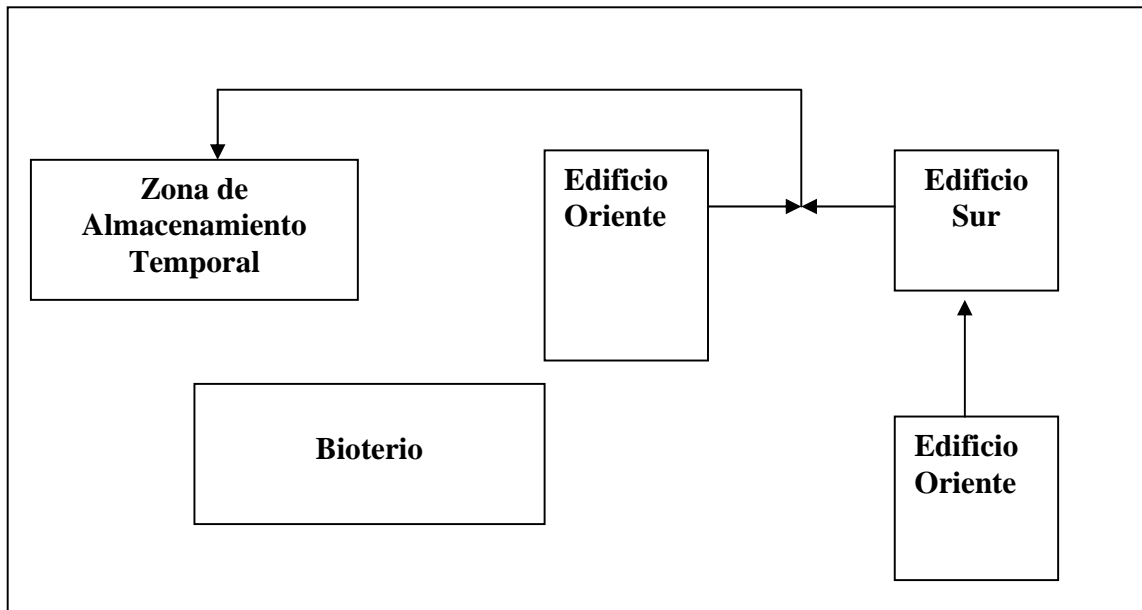 Zona de
Almacenamiento
Temporal
Edificio
Oriente
Edificio
Sur
Bioterio
Edificio
Oriente